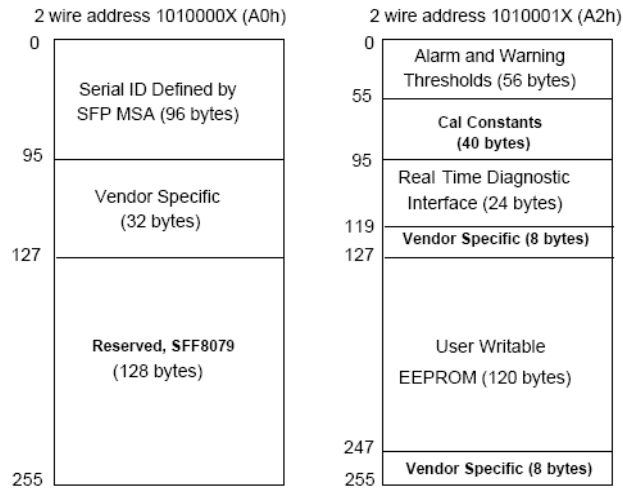 2 wire address 1010000X (A0h)
0
Serial ID Defined by
SFP MSA (96 bytes)
95
Vendor Specific
(32 bytes)
127
Reserved, SFF8079
(128 bytes)
255
2 wire address 1010001X (A2h)
0
Alarm and Warning
Thresholds (56 bytes)
55
Cal Constants
(40 bytes)
95
Real Time Diagnostic
Interface (24 bytes)
119
Vendor Specific (8 bytes)
127
User Writable
EEPROM (120 bytes)
247
Vendor Specific (8 bytes)
255